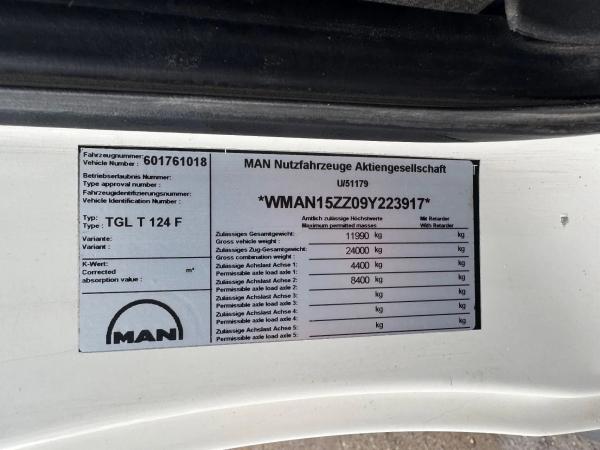 Fahrzeugnummer:
Vehicle Number : 601761018
Betriebserlaubnis Nummer:
Type approval number :
Fahrzeugidentifizierungsnummer:
Vehicle identification number :
Typ:
Type : TGL T 124 F
Variante:
Variant :
K-Wert:
Corrected m³
absorption value :
MAN
MAN Nutzfahrzeuge Aktiengesellschaft
U/51179
*WMAN15ZZ09Y223917*
Amtlich zulässige Höchstwerte Mit Retarder
Maximum permitted masses With Retarder
Zulässiges Gesamtgewicht: 11990 kg kg
Gross vehicle weight :
Zulässiges Zug-Gesamtgewicht: 24000 kg kg
Gross combination weight :
Zulässige Achslast Achse 1: 4400 kg kg
Permissible axle load axle 1:
Zulässige Achslast Achse 2: 8400 kg kg
Permissible axle load axle 2:
Zulässige Achslast Achse 3: kg kg
Permissible axle load axle 3:
Zulässige Achslast Achse 4: kg kg
Permissible axle load axle 4:
Zulässige Achslast Achse 5: kg kg
Permissible axle load axle 5: